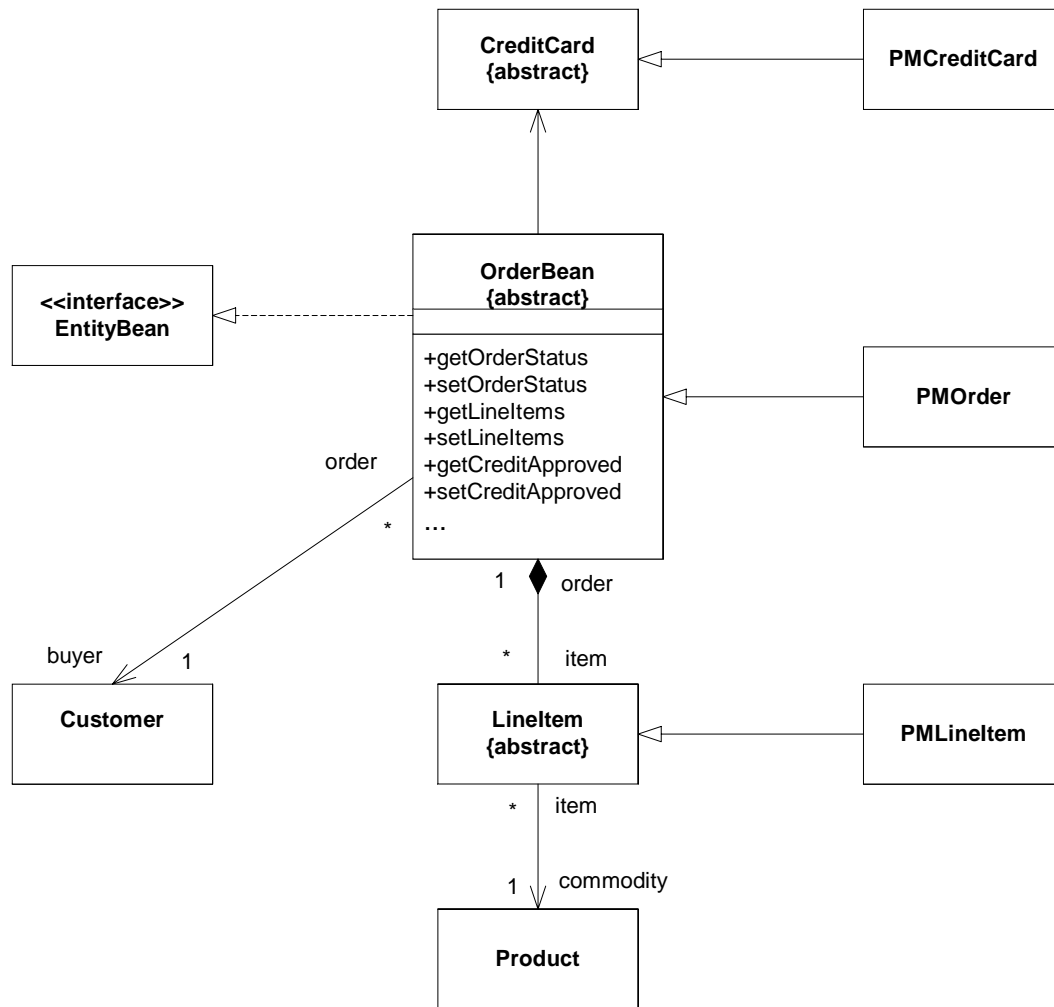 CreditCard
{abstract}
PMCreditCard
<<interface>>
EntityBean
OrderBean
{abstract}
+getOrderStatus
+setOrderStatus
+getLineItems
+setLineItems
+getCreditApproved
+setCreditApproved
...
PMOrder
order
*
buyer
1
Customer
1
order
*
item
LineItem
{abstract}
PMLineItem
*
item
1
commodity
Product